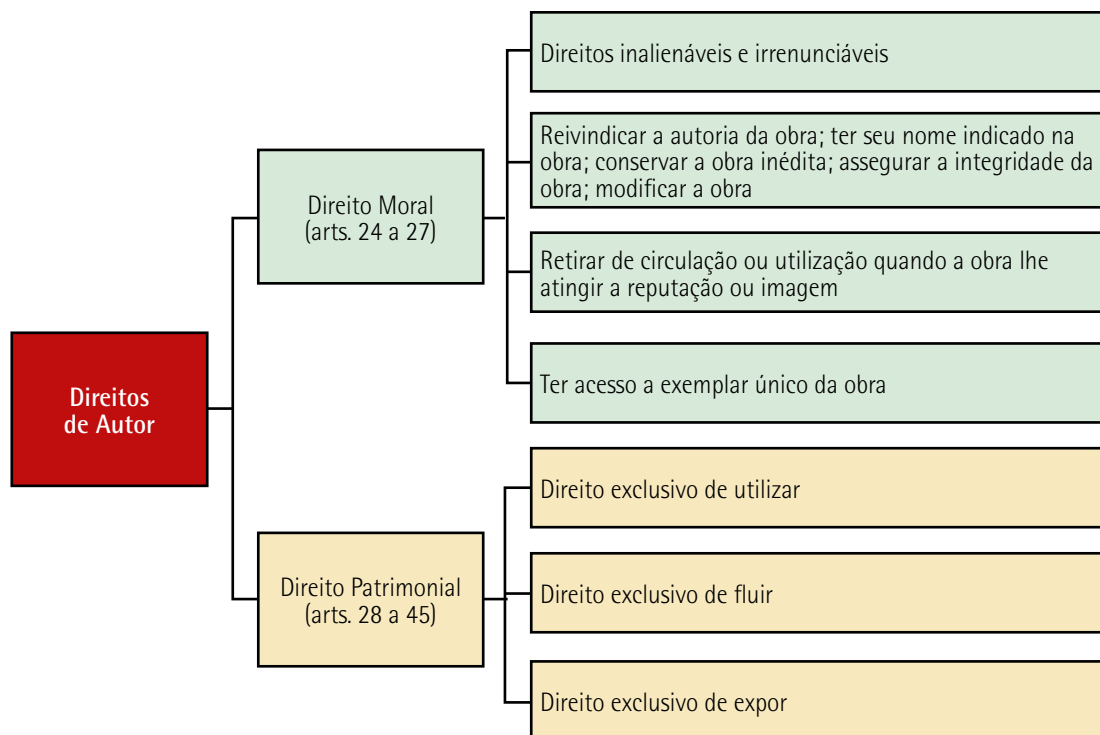 Direitos
de Autor
Direito Moral
(arts. 24 a 27)
Direitos inalienáveis e irrenunciáveis
Reivindicar a autoria da obra; ter seu nome indicado na
obra; conservar a obra inédita; assegurar a integridade da
obra; modificar a obra
Retirar de circulação ou utilização quando a obra lhe
atingir a reputação ou imagem
Ter acesso a exemplar único da obra
Direito Patrimonial
(arts. 28 a 45)
Direito exclusivo de utilizar
Direito exclusivo de fluir
Direito exclusivo de expor